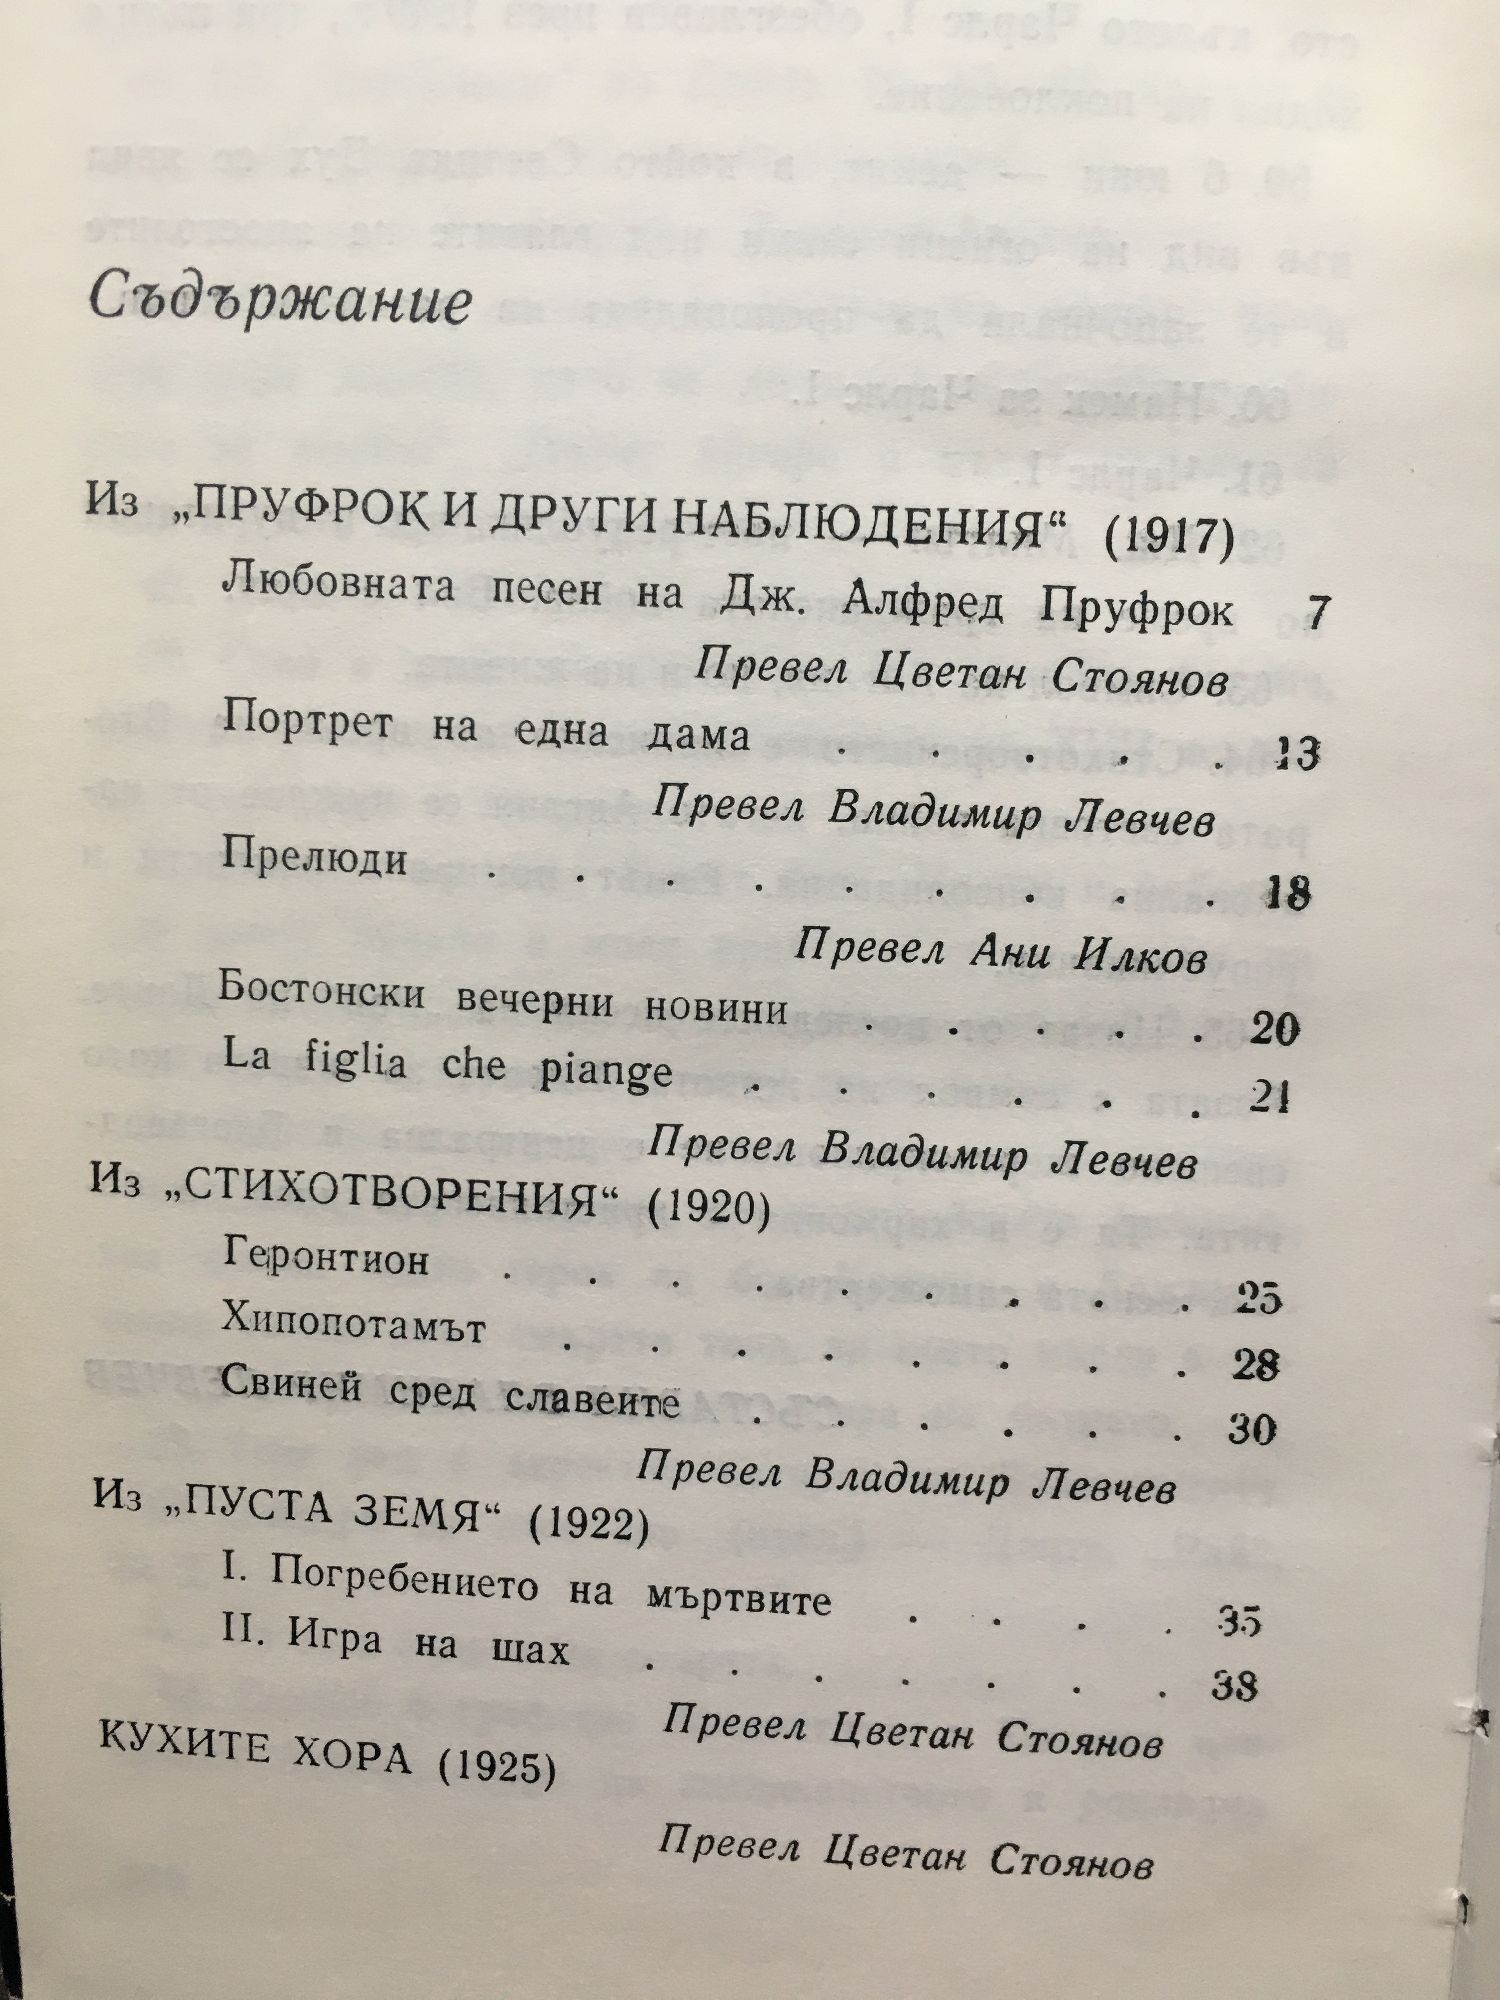 Съдържание
Из „ПРУФРОК И ДРУГИ НАБЛЮДЕНИЯ“ (1917)
Любовната песен на Дж. Алфред Пруфрок 7
Превел Цветан Стоянов
Портрет на една дама . . . . . 13
Превел Владимир Левчев
Прелюди . . . . . . . . . 18
Превел Ани Илков
Бостонски вечерни новини . . . . . 20
La figlia che piange . . . . . . 21
Превел Владимир Левчев
Из „СТИХОТВОРЕНИЯ“ (1920)
Геронтион . . . . . . . . . 25
Хипопотамът . . . . . . . . 28
Свиней сред славеите . . . . . . 30
Превел Владимир Левчев
Из „ПУСТА ЗЕМЯ“ (1922)
I. Погребението на мъртвите . . . . 35
II. Игра на шах . . . . . . . 38
Превел Цветан Стоянов
КУХИТЕ ХОРА (1925)
Превел Цветан Стоянов